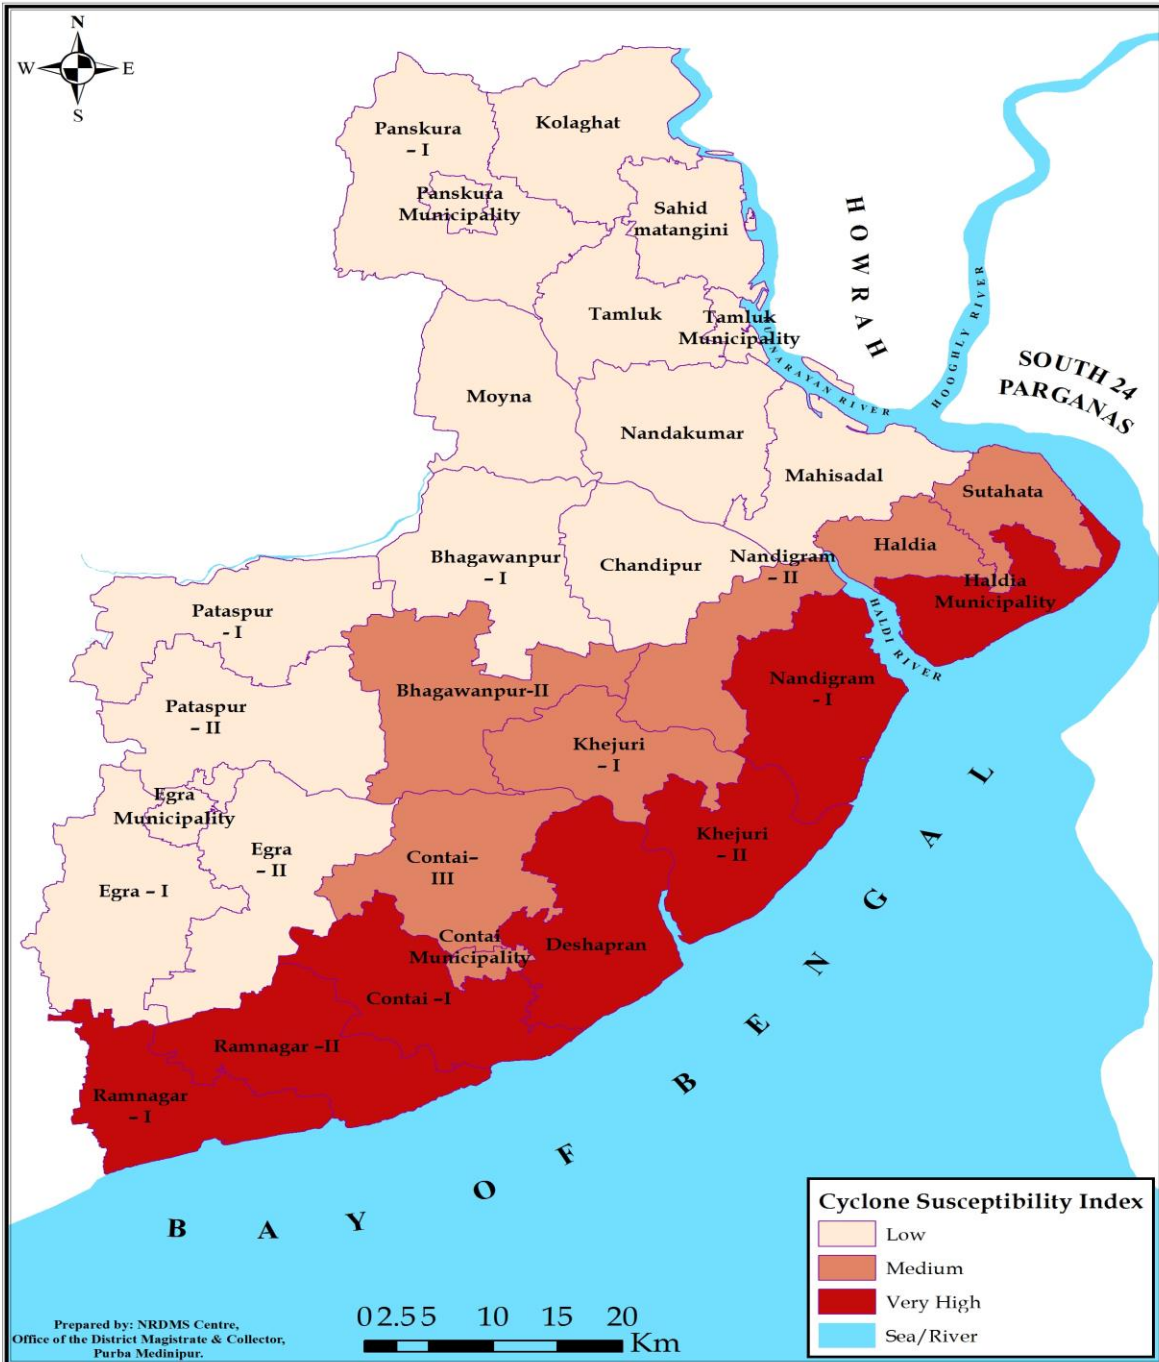 N
W E
S
Panskura
– I
Kolaghat
Panskura
Municipality
Sahid
matangini
HOWRAH
HOOGHLY RIVER
Tamluk
Tamluk
Municipality
NARAYAN RIVER
SOUTH 24
PARGANAS
Moyna
Nandakumar
Mahisadal
Sutahata
Haldia
Bhagawanpur
– I
Chandipur
Nandigram
– II
Haldia
Municipality
HALDI RIVER
Pataspur
- I
Bhagawanpur-II
Nandigram
- I
Pataspur
– II
Khejuri
– I
Egra
Municipality
Egra
– II
Khejuri
– II
Contai–
III
Egra – I
Contai
Municipality
Deshapran
Contai –I
Ramnagar –II
Ramnagar
– I
BAY OF BENGAL
Cyclone Susceptibility Index
Low
Medium
Very High
Sea/River
0 2.5 5 10 15 20
Km
Prepared by: NRDMS Centre,
Office of the District Magistrate & Collector,
Purba Medinipur.